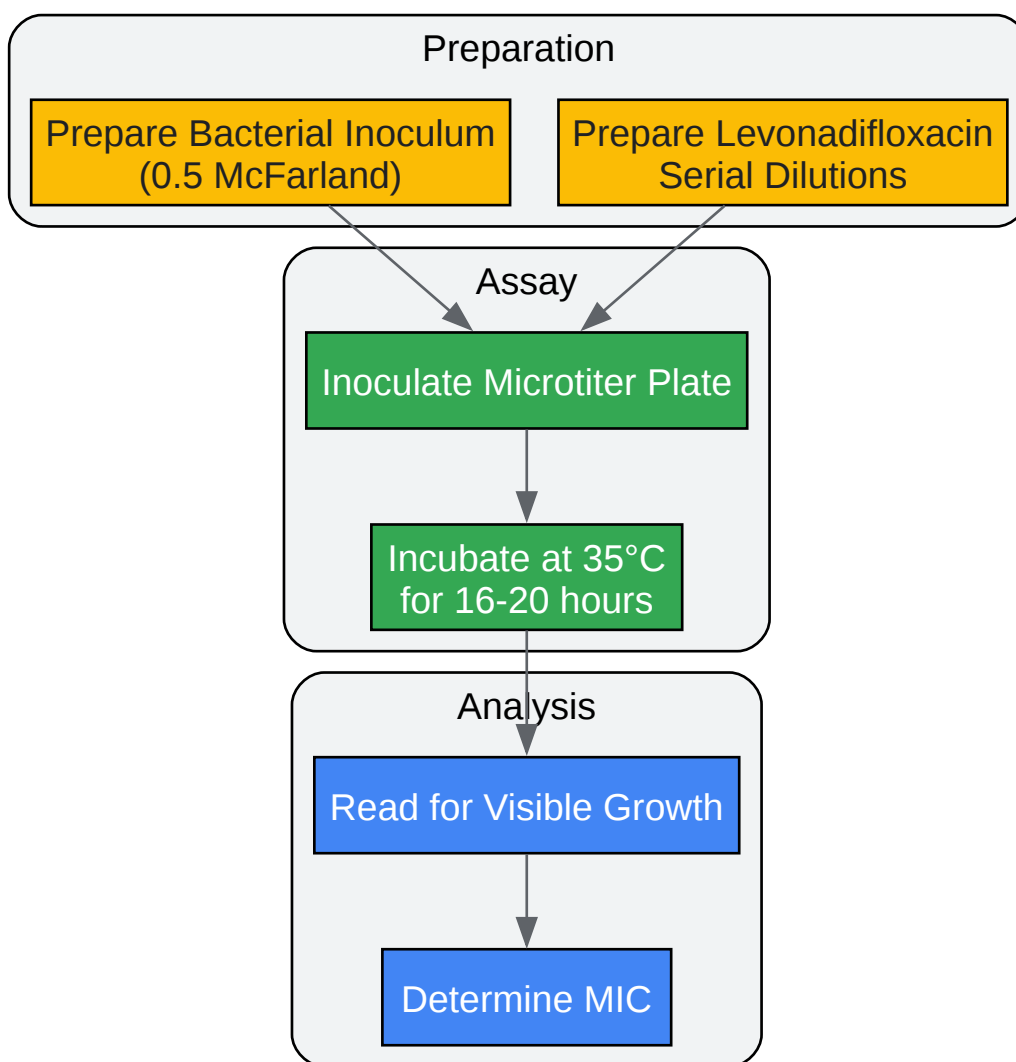 Preparation
Prepare Bacterial Inoculum
(0.5 McFarland)
Prepare Levonadifloxacin
Serial Dilutions
Assay
Inoculate Microtiter Plate
Incubate at 35°C
for 16-20 hours
Analysis
Read for Visible Growth
Determine MIC